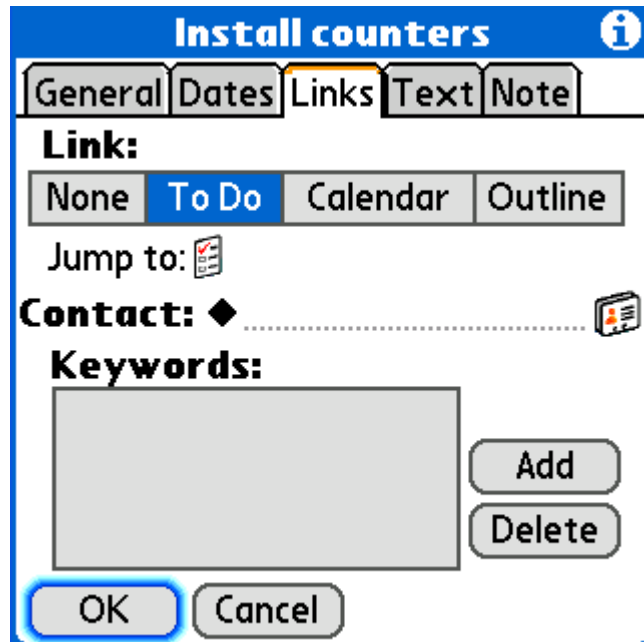 Install counters
General Dates Links Text Note
Link:
None To Do Calendar Outline
Jump to:
Contact:
Keywords:
Add
Delete
OK Cancel